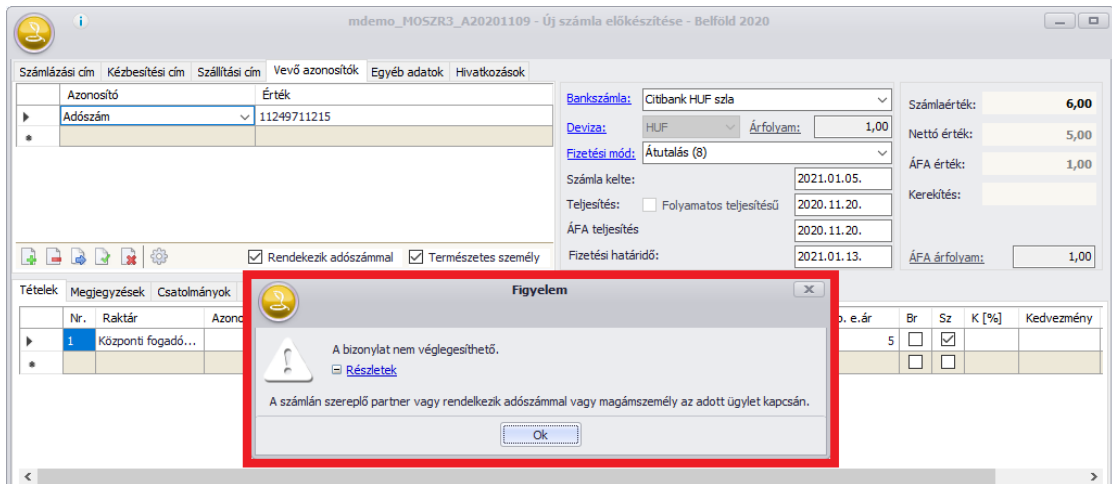 mdemo_MOSZR3_A20201109 - Új számla előkészítése - Belföld 2020
Számlázási cím Kézbesítési cím Szállítási cím Vevő azonosítók Egyéb adatok Hivatkozások
Azonosító Érték
Adószám 11249711215
Rendekezik adószámmal Természetes személy
Bankszámla: Citibank HUF szla
Deviza: HUF Árfolyam: 1,00
Fizetési mód: Átutalás (8)
Számla kelte: 2021.01.05.
Teljesítés: Folyamatos teljesítésű 2020.11.20.
ÁFA teljesítés 2020.11.20.
Fizetési határidő: 2021.01.13.
Számlaérték: 6,00
Nettó érték: 5,00
ÁFA érték: 1,00
Kerekítés:
ÁFA árfolyam: 1,00
Tételek Megjegyzések Csatolmányok
Nr. Raktár e.ár Br Sz K [%] Kedvezmény
1 Központi fogadó... 5
Figyelem
A bizonylat nem véglegesíthető.
Részletek
A számlán szereplő partner vagy rendelkezik adószámmal vagy magámszemély az adott ügylet kapcsán.
Ok